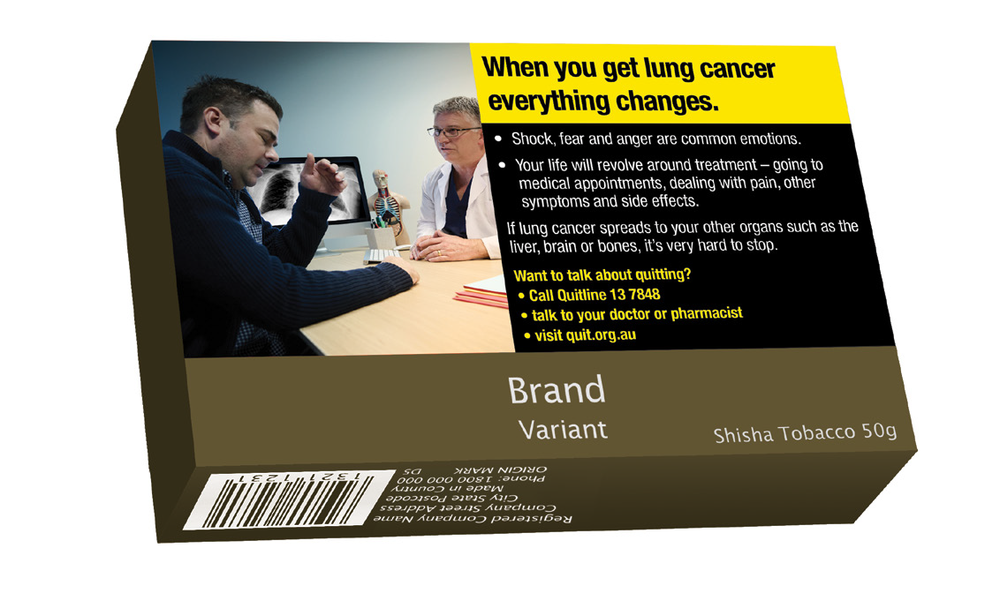 When you get lung cancer
everything changes.
• Shock, fear and anger are common emotions.
• Your life will revolve around treatment – going to
medical appointments, dealing with pain, other
symptoms and side effects.
If lung cancer spreads to your other organs such as the
liver, brain or bones, it's very hard to stop.
Want to talk about quitting?
• Call Quitline 13 7848
• talk to your doctor or pharmacist
• visit quit.org.au
Brand
Variant
Shisha Tobacco 50g
Registered Company Name
Company Street Address
City State Postcode
Made in Country
Phone: 1800 000 000
ORIGIN MARK DS
13211231